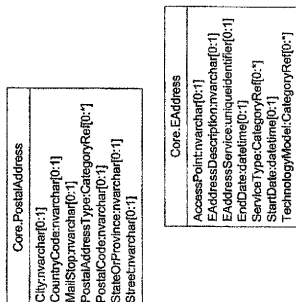 Core.PostalAddress
City:nvarchar[0:1]
CountryCode:nvarchar[0:1]
MailStop:nvarchar[0:1]
PostalAddressType:CategoryRef[0:*]
PostalCode:nvarchar[0:1]
StateOrProvince:nvarchar[0:1]
Street:nvarchar[0:1]
Core.EAddress
AccessPoint:nvarchar[0:1]
EAddressDescription:nvarchar[0:1]
EAddressService:uniqueidentifier[0:1]
EndDate:datetime[0:1]
ServiceType:CategoryRef[0:*]
StartDate:datetime[0:1]
TechnologyModel:CategoryRef[0:*]